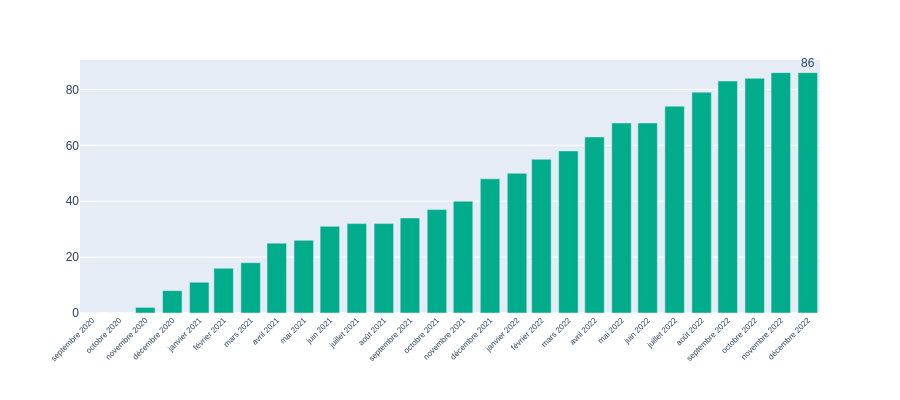 86
80
60
40
20
0
septembre 2020
octobre 2020
novembre 2020
décembre 2020
janvier 2021
février 2021
mars 2021
avril 2021
mai 2021
juin 2021
juillet 2021
août 2021
septembre 2021
octobre 2021
novembre 2021
décembre 2021
janvier 2022
février 2022
mars 2022
avril 2022
mai 2022
juin 2022
juillet 2022
août 2022
septembre 2022
octobre 2022
novembre 2022
décembre 2022